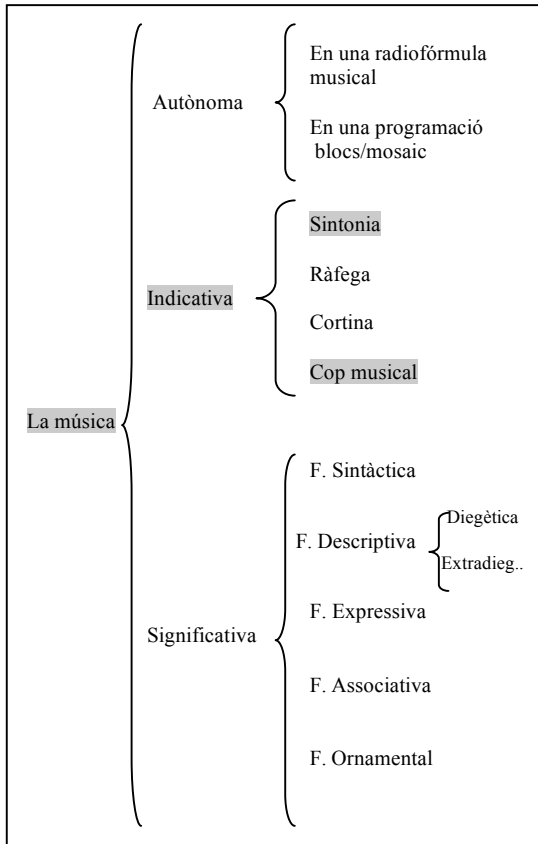 La música
Autònoma
En una radiofórmula
musical
En una programació
blocs/mosaic
Indicativa
Sintonia
Ràfega
Cortina
Cop musical
Significativa
F. Sintàctica
F. Descriptiva
Diegètica
Extradieg..
F. Expressiva
F. Associativa
F. Ornamental